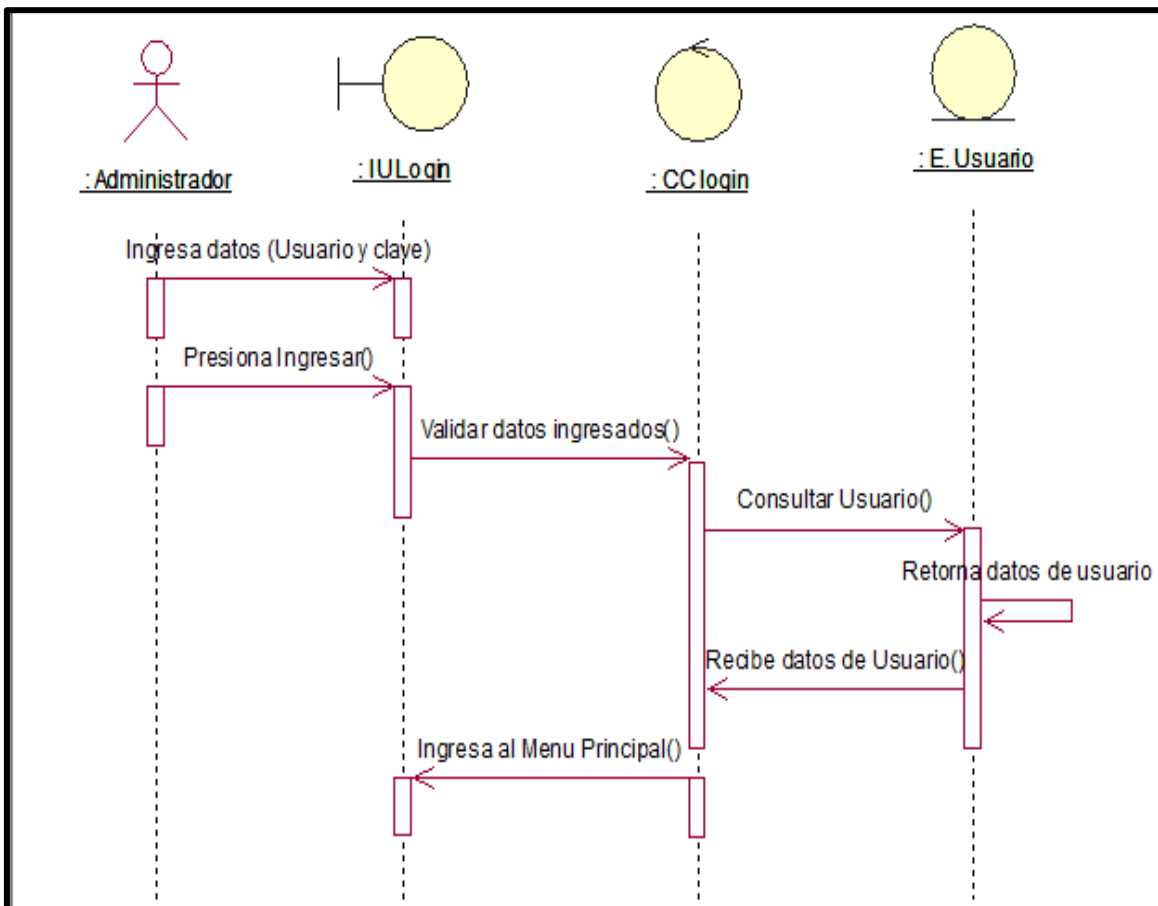 : Administrador
: IULogin
: CClogin
: E. Usuario
Ingresa datos (Usuario y clave)
Presiona Ingresar()
Validar datos ingresados()
Consultar Usuario()
Retorna datos de usuario
Recibe datos de Usuario()
Ingresa al Menu Principal()